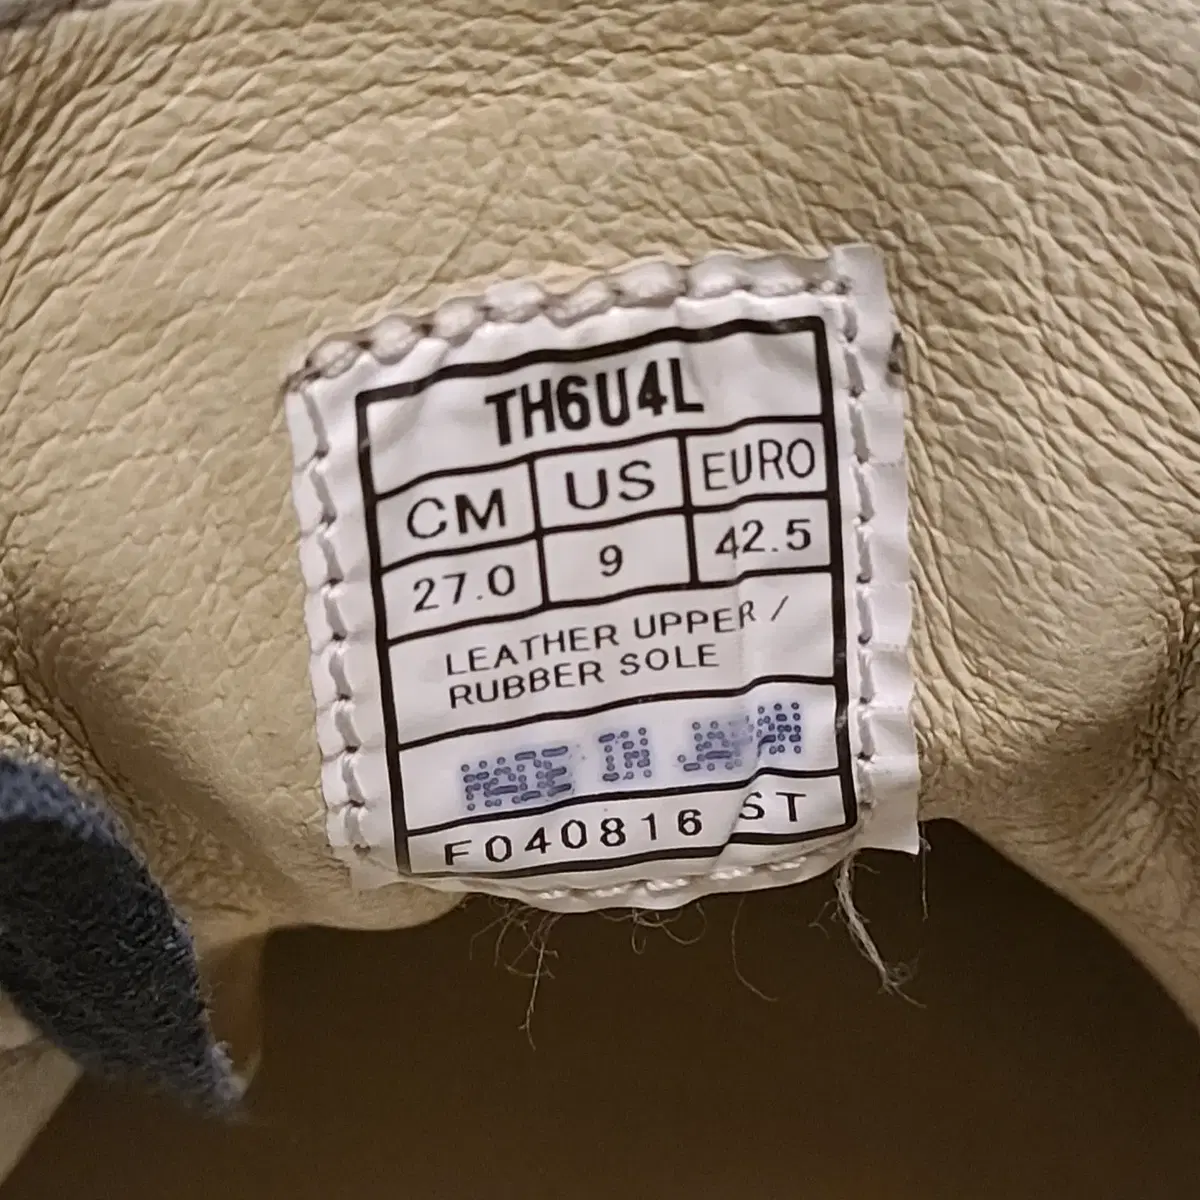 TH6U4L
CM US EURO
27.0 9 42.5
LEATHER UPPER /
RUBBER SOLE
MADE IN JAPAN
F040816 ST